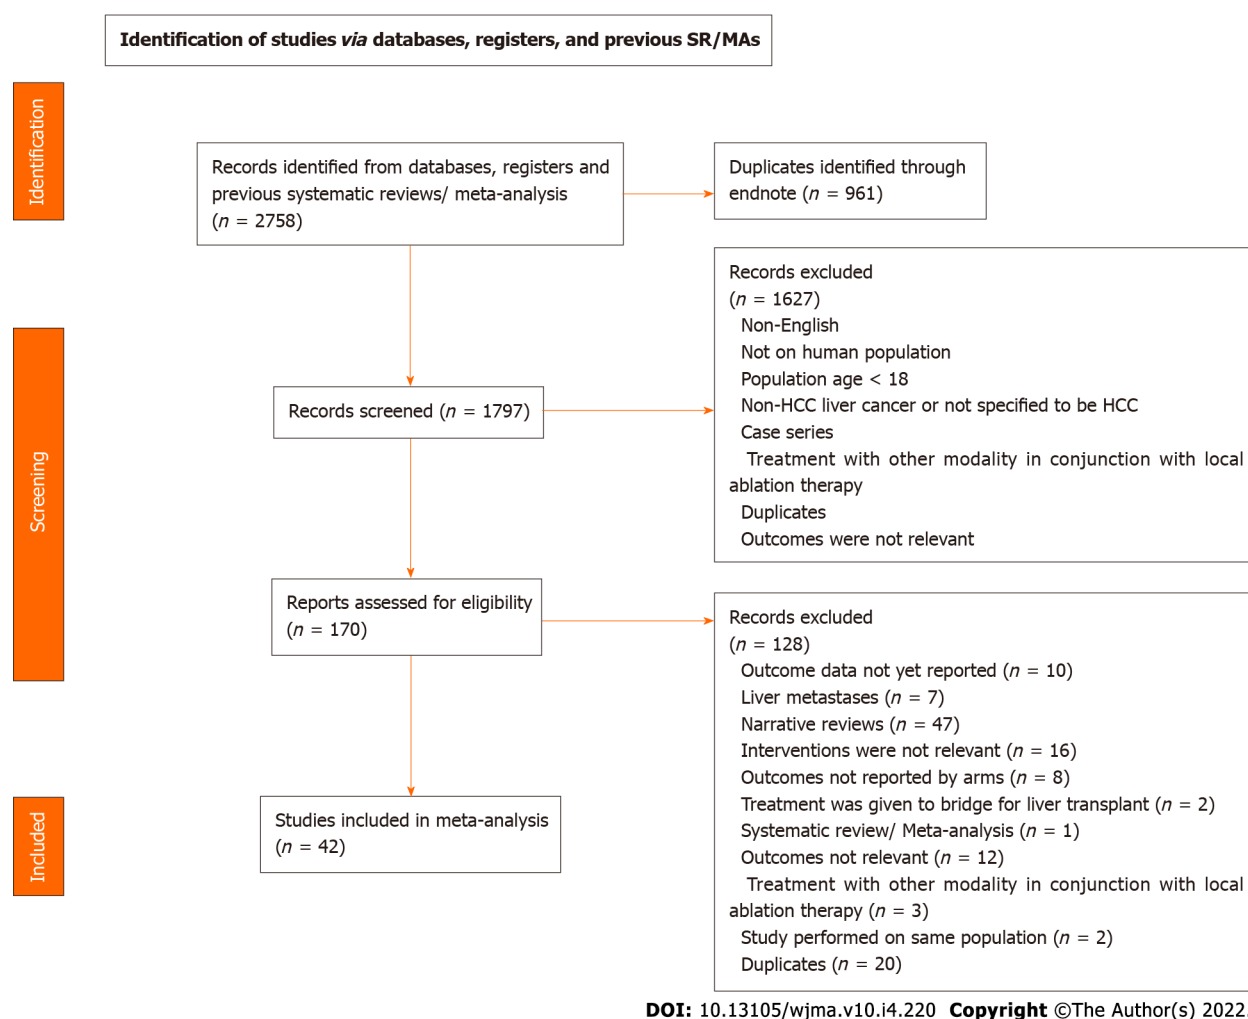 Identification of studies via databases, registers, and previous SR/MAs
Identification
Records identified from databases, registers and
previous systematic reviews/ meta-analysis
(n = 2758)
Duplicates identified through
endnote (n = 961)
Screening
Records screened (n = 1797)
Records excluded
(n = 1627)
Non-English
Not on human population
Population age < 18
Non-HCC liver cancer or not specified to be HCC
Case series
Treatment with other modality in conjunction with local
ablation therapy
Duplicates
Outcomes were not relevant
Reports assessed for eligibility
(n = 170)
Records excluded
(n = 128)
Outcome data not yet reported (n = 10)
Liver metastases (n = 7)
Narrative reviews (n = 47)
Interventions were not relevant (n = 16)
Outcomes not reported by arms (n = 8)
Treatment was given to bridge for liver transplant (n = 2)
Systematic review/ Meta-analysis (n = 1)
Outcomes not relevant (n = 12)
Treatment with other modality in conjunction with local
ablation therapy (n = 3)
Study performed on same population (n = 2)
Duplicates (n = 20)
Included
Studies included in meta-analysis
(n = 42)
DOI: 10.13105/wjma.v10.i4.220 Copyright ©The Author(s) 2022.